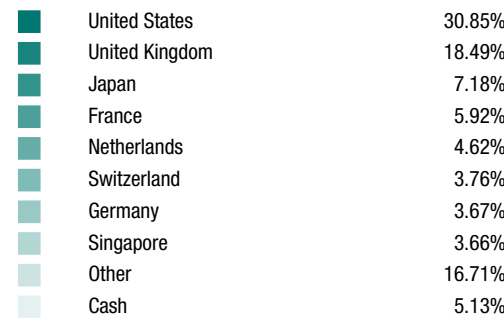 United States 30.85%
United Kingdom 18.49%
Japan 7.18%
France 5.92%
Netherlands 4.62%
Switzerland 3.76%
Germany 3.67%
Singapore 3.66%
Other 16.71%
Cash 5.13%